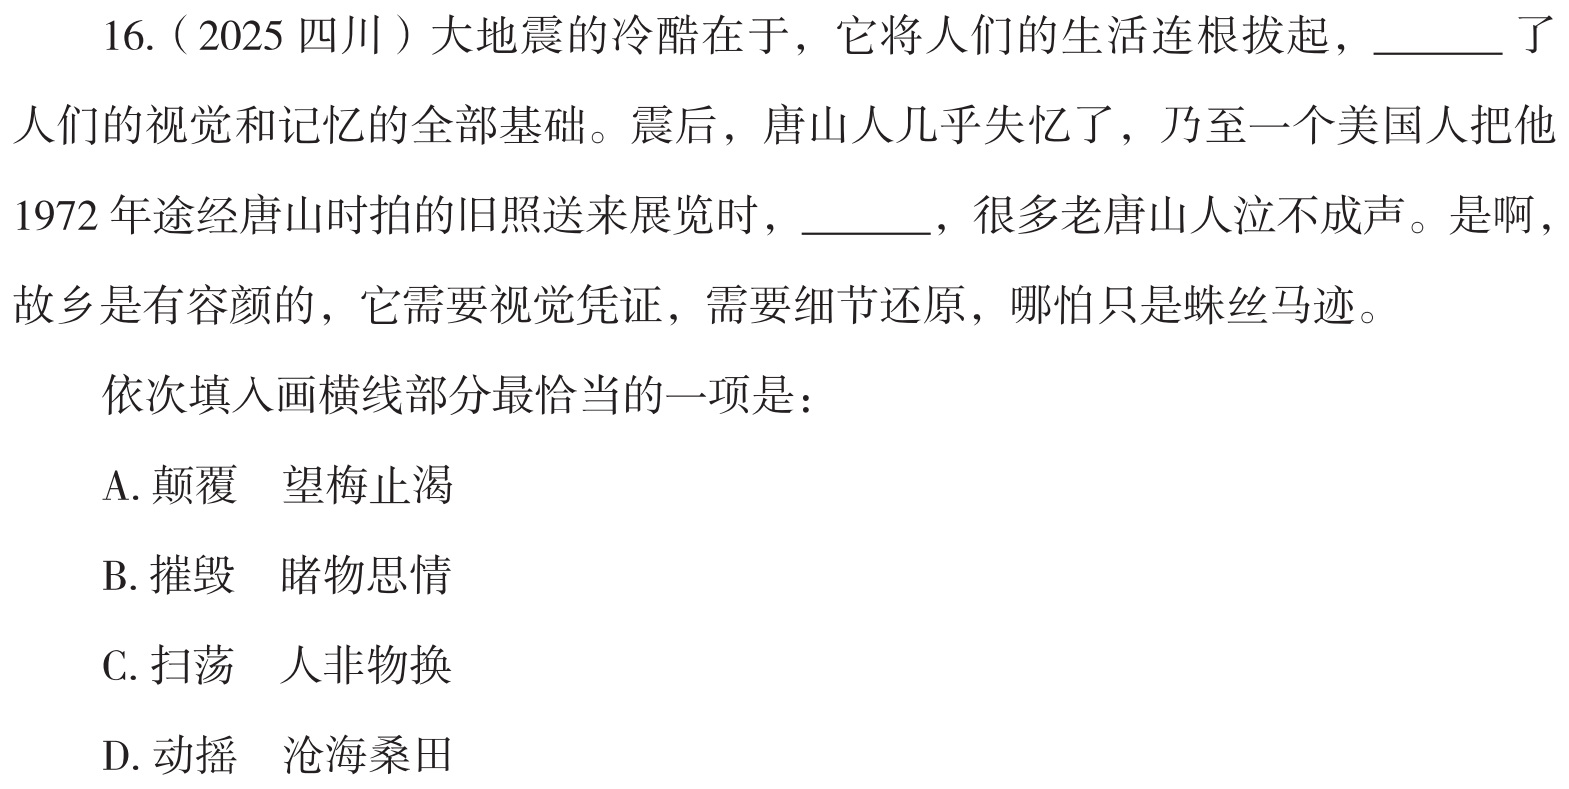 16.（2025 四川）大地震的冷酷在于，它将人们的生活连根拔起，______了
人们的视觉和记忆的全部基础。震后，唐山人几乎失忆了，乃至一个美国人把他
1972 年途经唐山时拍的旧照送来展览时，______，很多老唐山人泣不成声。是啊，
故乡是有容颜的，它需要视觉凭证，需要细节还原，哪怕只是蛛丝马迹。
依次填入画横线部分最恰当的一项是：
A. 颠覆　望梅止渴
B. 摧毁　睹物思情
C. 扫荡　人非物换
D. 动摇　沧海桑田